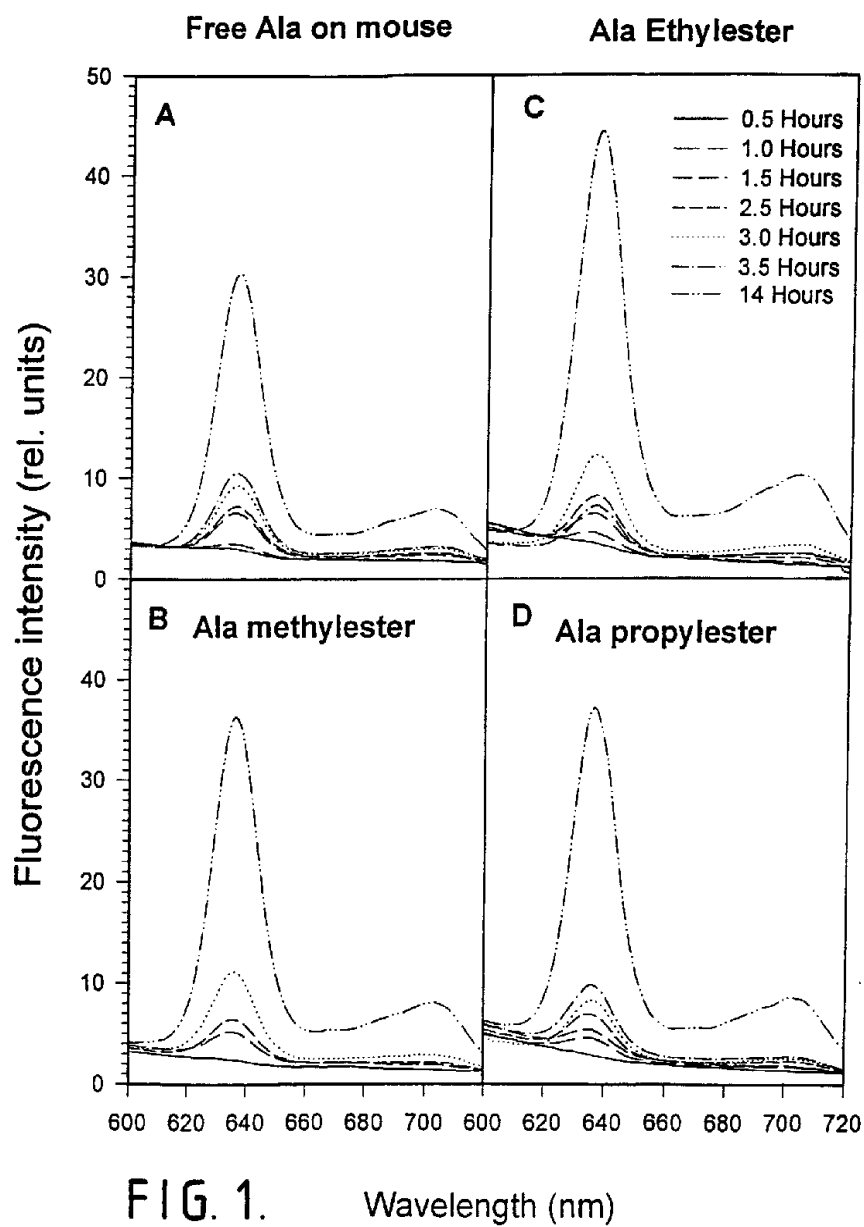 Free Ala on mouse
Ala Ethylester
50
40
30
20
10
0
A
C
0.5 Hours
1.0 Hours
1.5 Hours
2.5 Hours
3.0 Hours
3.5 Hours
14 Hours
Fluorescence intensity (rel. units)
B
Ala methylester
D
Ala propylester
40
30
20
10
0
600 620 640 660 680 700 600 620 640 660 680 700 720
FIG. 1.
Wavelength (nm)